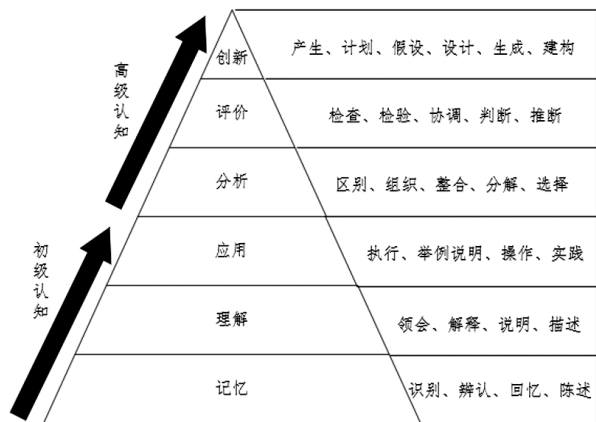 创新
产生、计划、假设、设计、生成、建构
高级认知
评价
检查、检验、协调、判断、推断
分析
区别、组织、整合、分解、选择
初级认知
应用
执行、举例说明、操作、实践
理解
领会、解释、说明、描述
记忆
识别、辨认、回忆、陈述